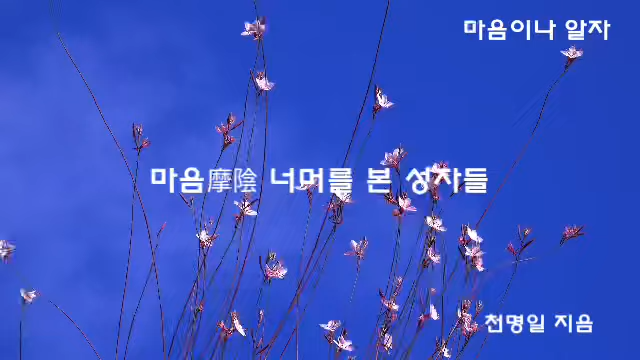 마음이나 알자
마음摩陰 너머를 본 성자들
천명일 지음